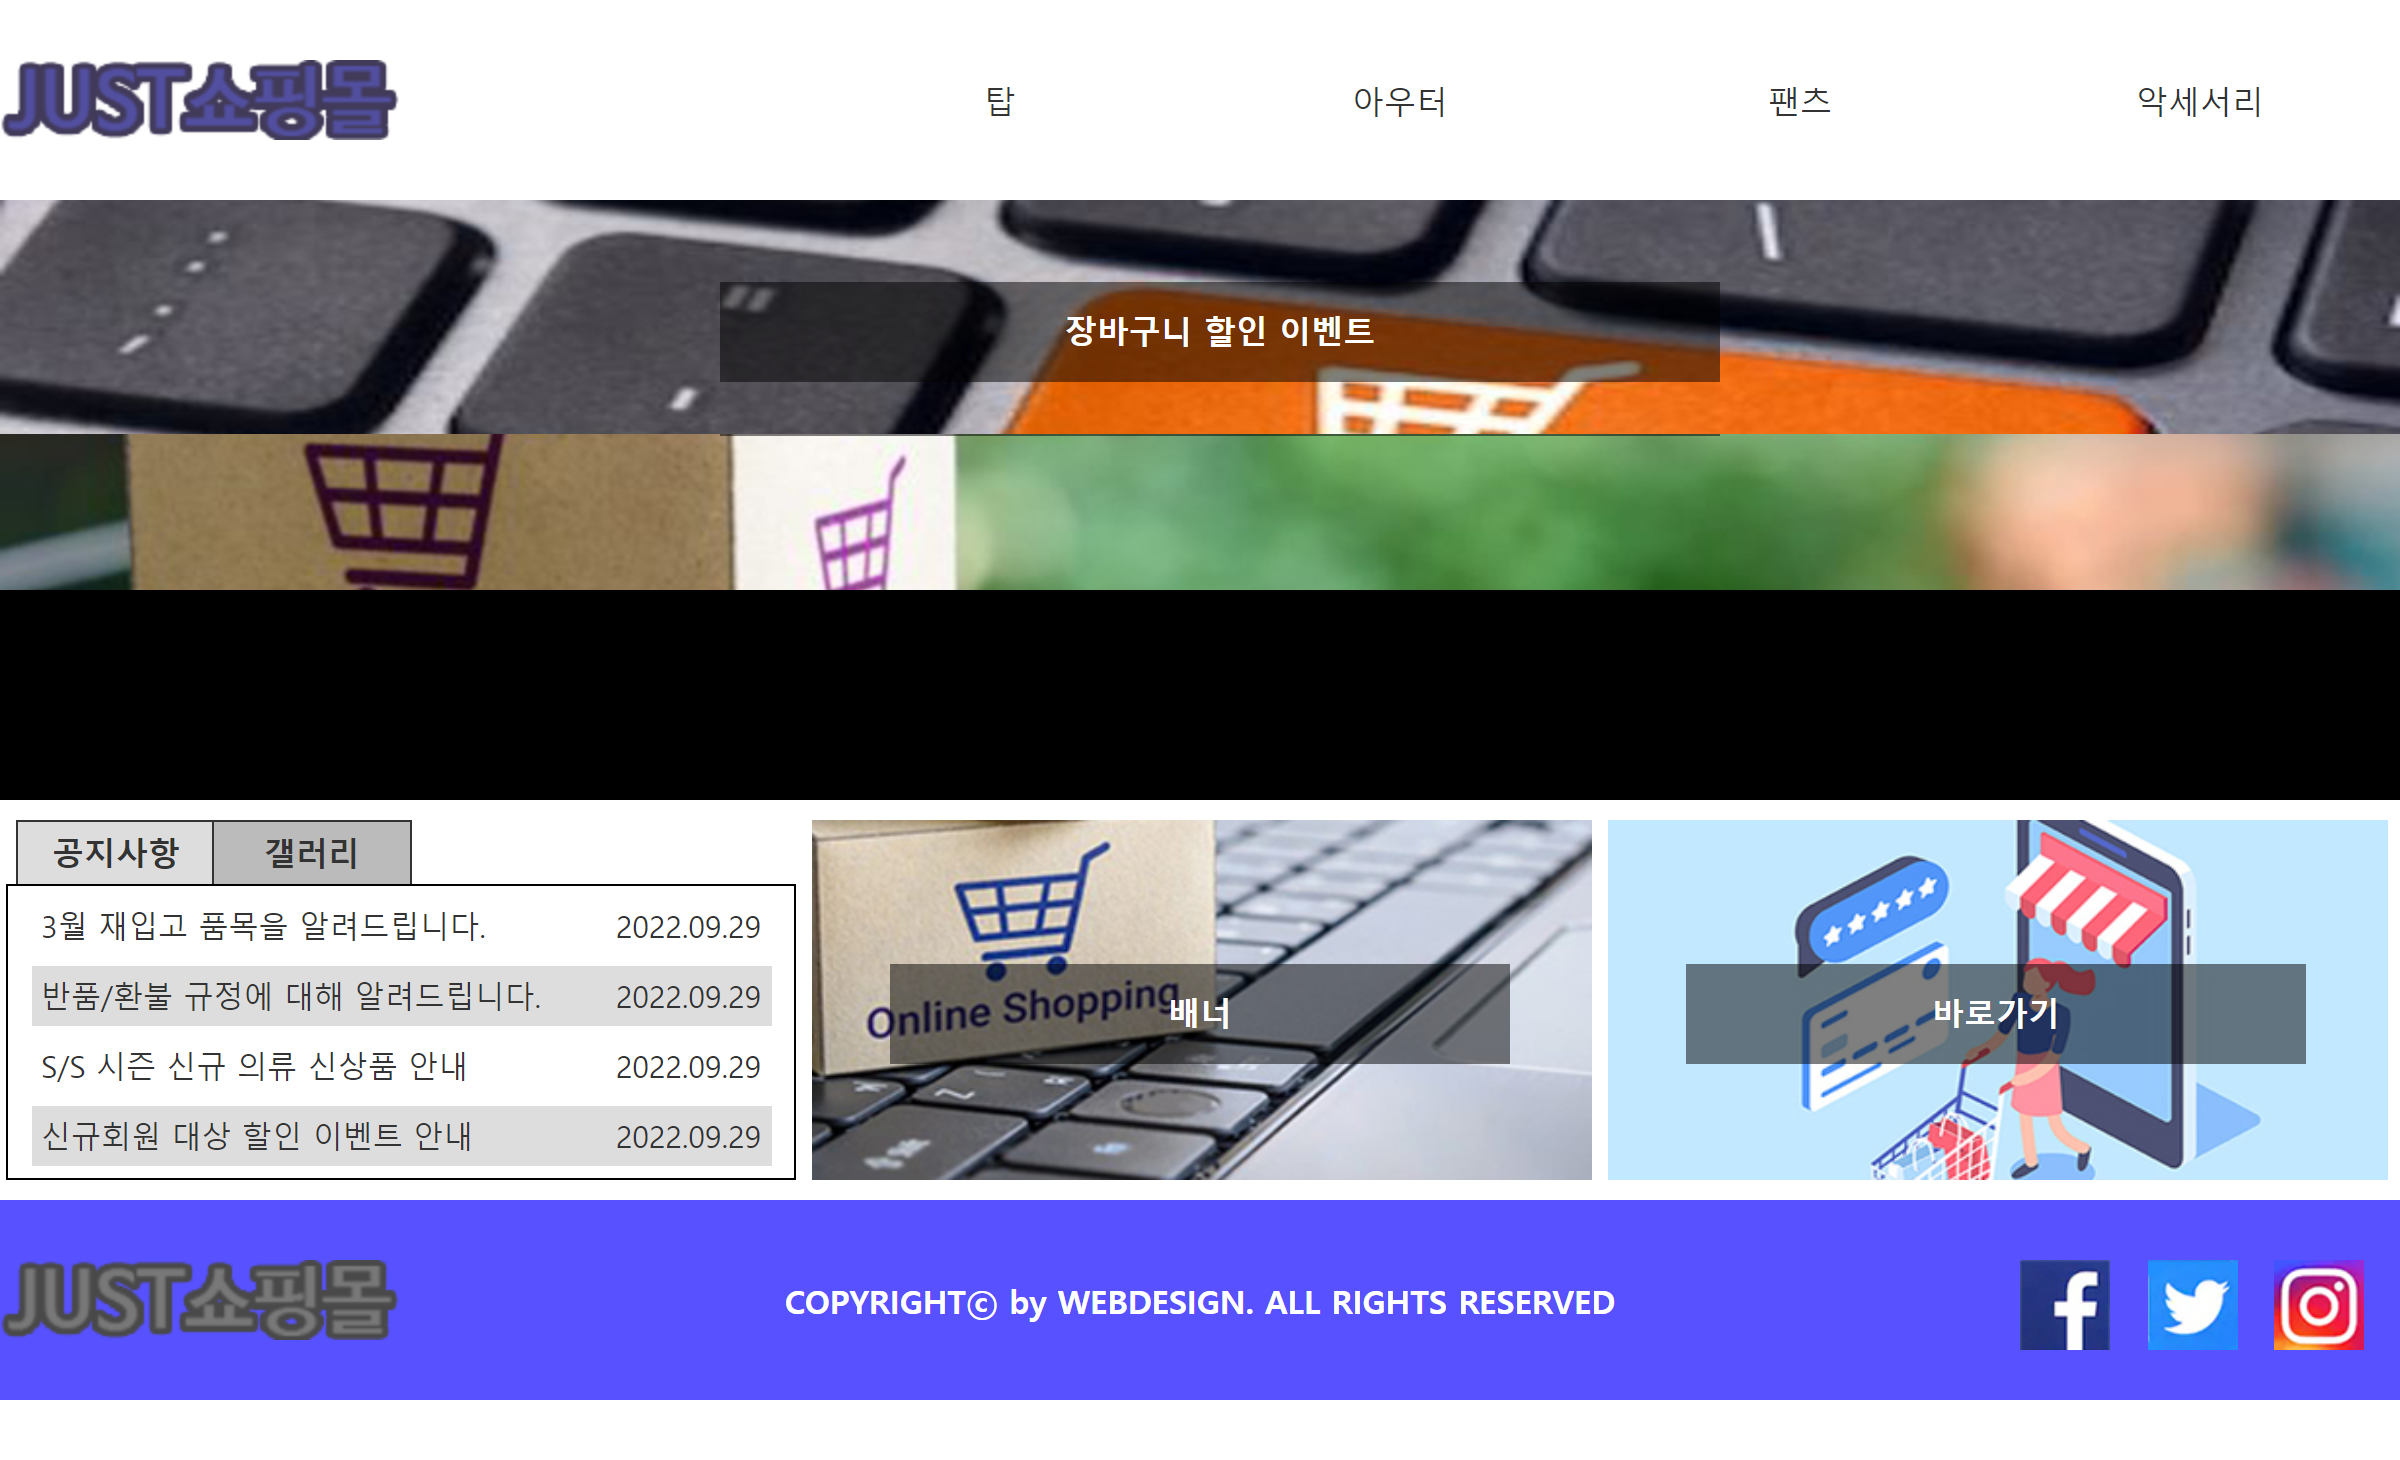 JUST쇼핑몰
탑 아우터 팬츠 악세서리
장바구니 할인 이벤트
공지사항 갤러리
3월 재입고 품목을 알려드립니다. 2022.09.29
반품/환불 규정에 대해 알려드립니다. 2022.09.29
S/S 시즌 신규 의류 신상품 안내 2022.09.29
신규회원 대상 할인 이벤트 안내 2022.09.29
Online Shopping
배너
바로가기
JUST쇼핑몰
COPYRIGHTⓒ by WEBDESIGN. ALL RIGHTS RESERVED